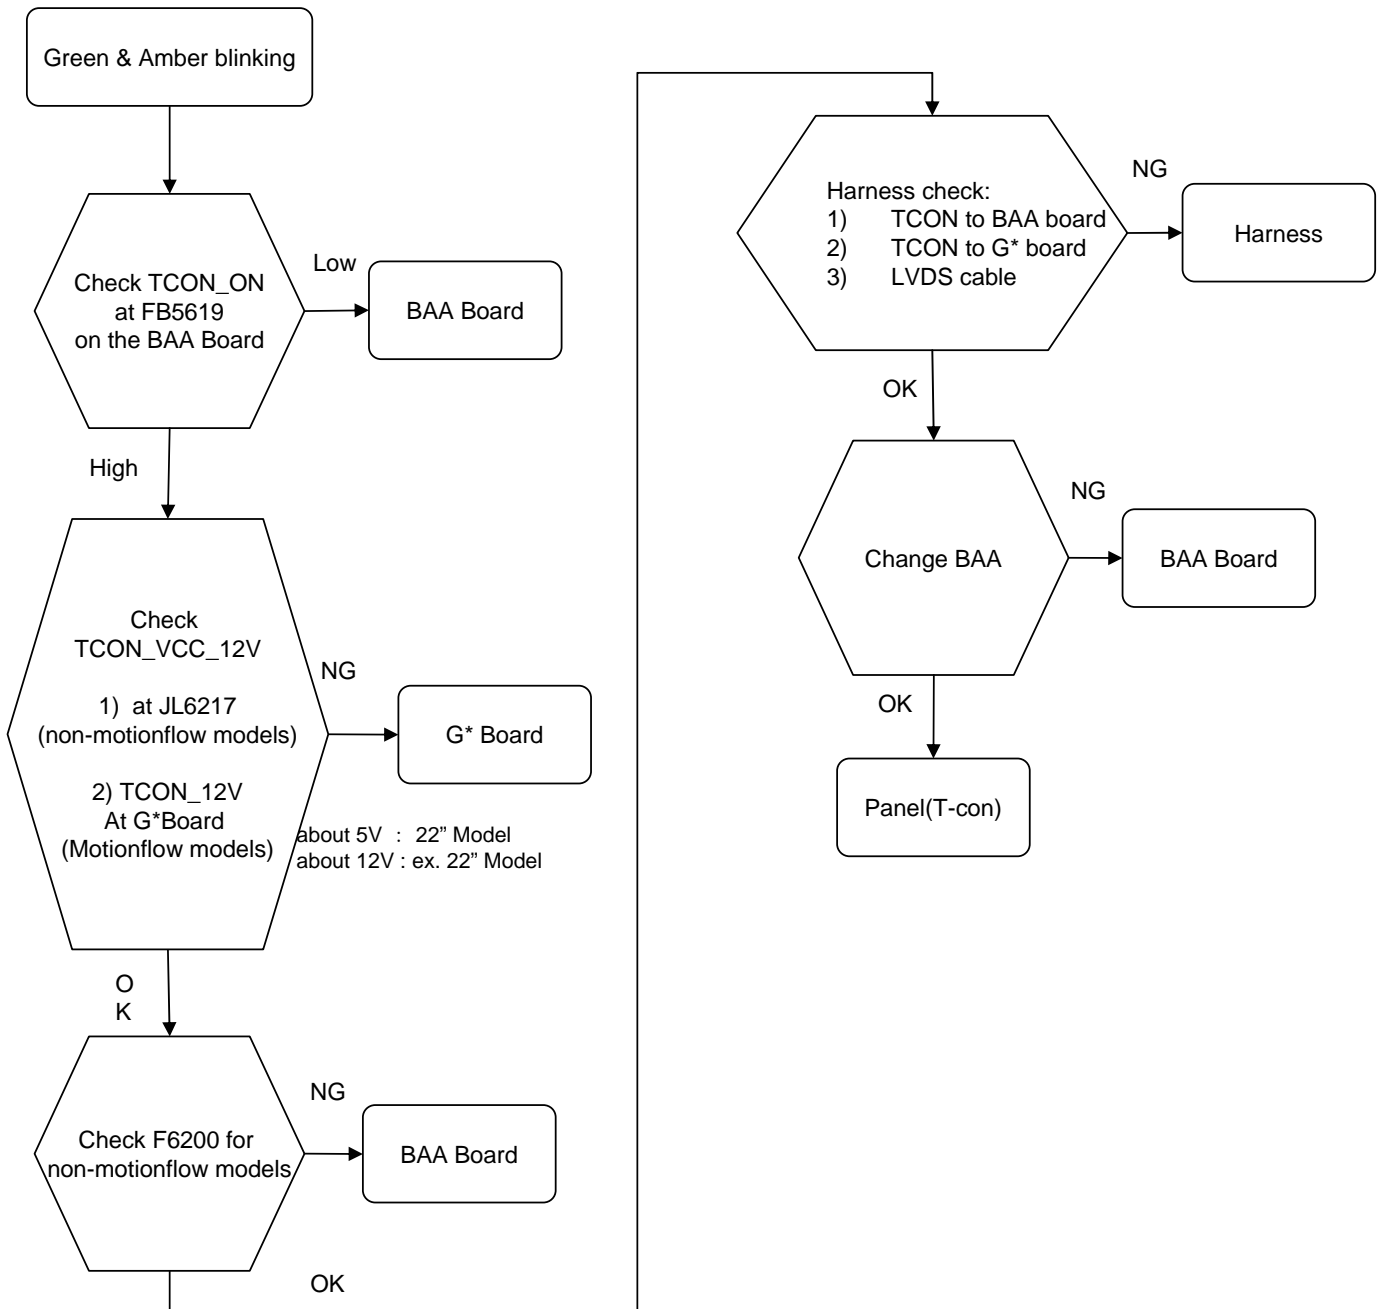 Green & Amber blinking
Check TCON_ON
at FB5619
on the BAA Board
Low
BAA Board
High
Check
TCON_VCC_12V
1) at JL6217
(non-motionflow models)
2) TCON_12V
At G*Board
(Motionflow models)
NG
G* Board
about 5V : 22” Model
about 12V : ex. 22” Model
O
K
Check F6200 for
non-motionflow models
NG
BAA Board
OK
Harness check:
1) TCON to BAA board
2) TCON to G* board
3) LVDS cable
NG
Harness
OK
Change BAA
NG
BAA Board
OK
Panel(T-con)